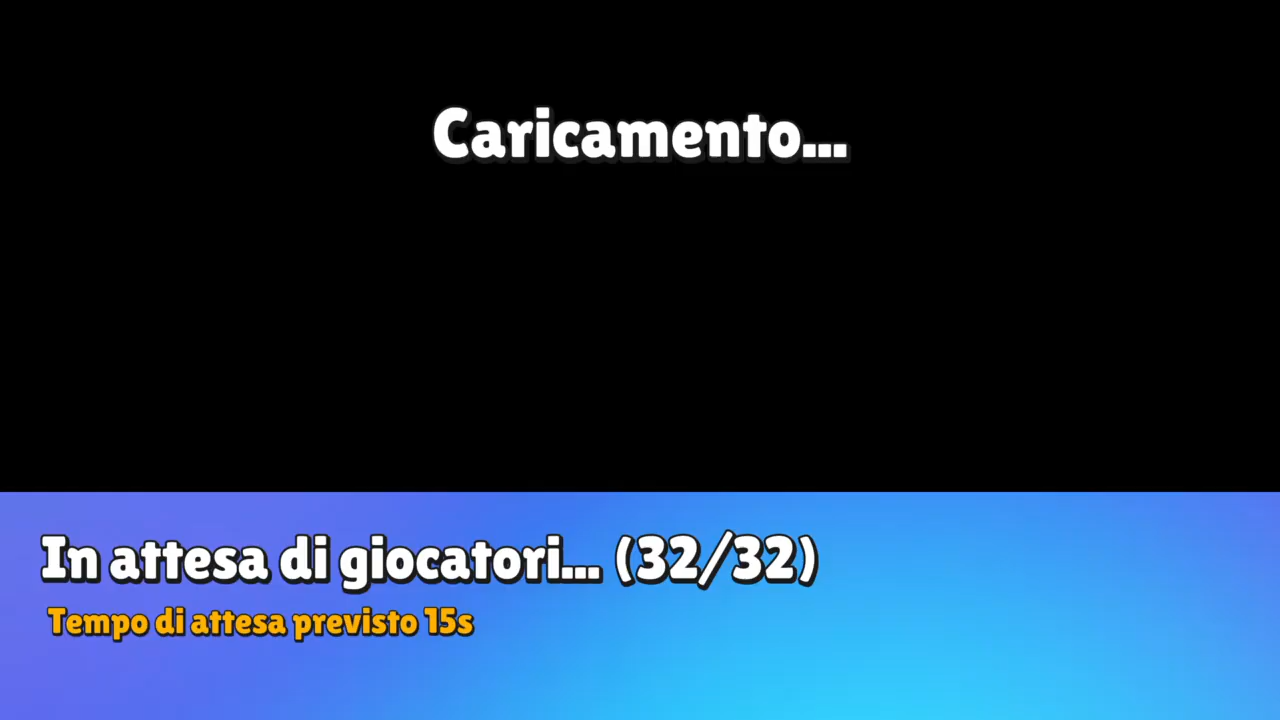 Caricamento...
In attesa di giocatori... (32/32)
Tempo di attesa previsto 15s